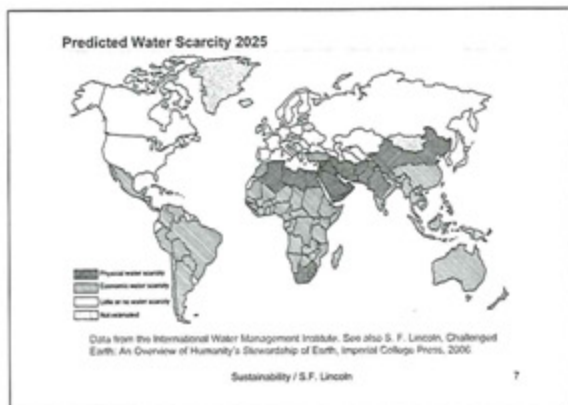 Predicted Water Scarcity 2025
Physical water scarcity
Economic water scarcity
Little or no water scarcity
Not estimated
Data from the International Water Management Institute. See also S. F. Lincoln, Challenged
Earth: An Overview of Humanity's Stewardship of Earth, Imperial College Press, 2006.
Sustainability / S.F. Lincoln
7